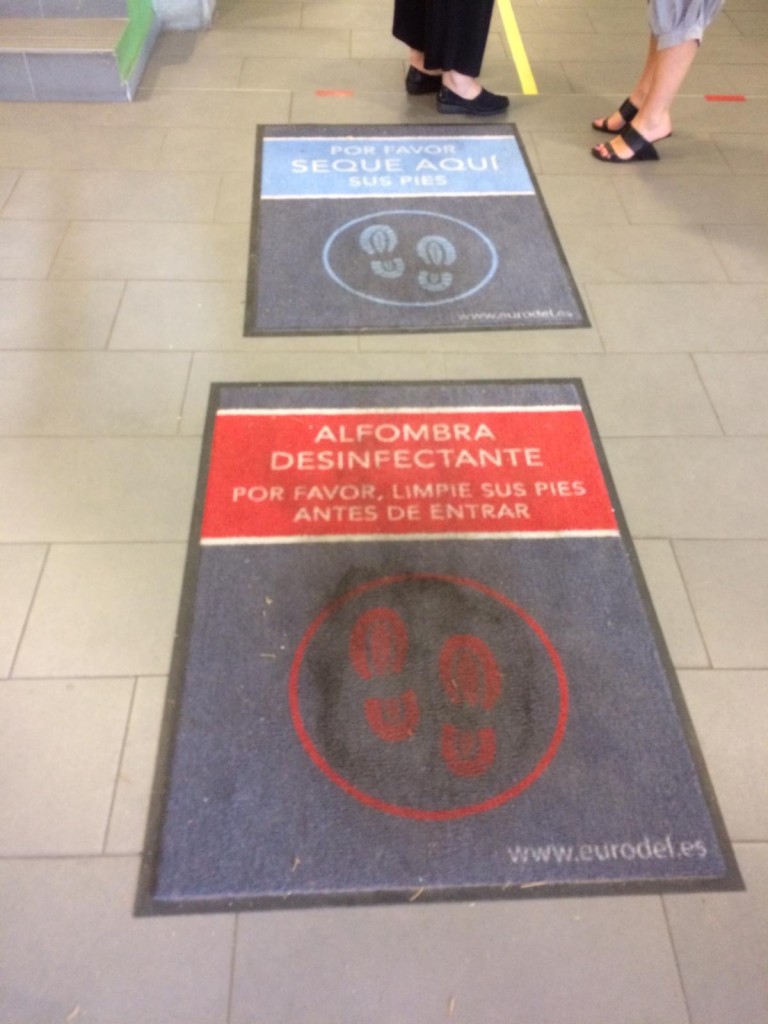 POR FAVOR
SEQUE AQUÍ
SUS PIES
www.eurodel.es
ALFOMBRA
DESINFECTANTE
POR FAVOR, LIMPIE SUS PIES
ANTES DE ENTRAR
www.eurodel.es